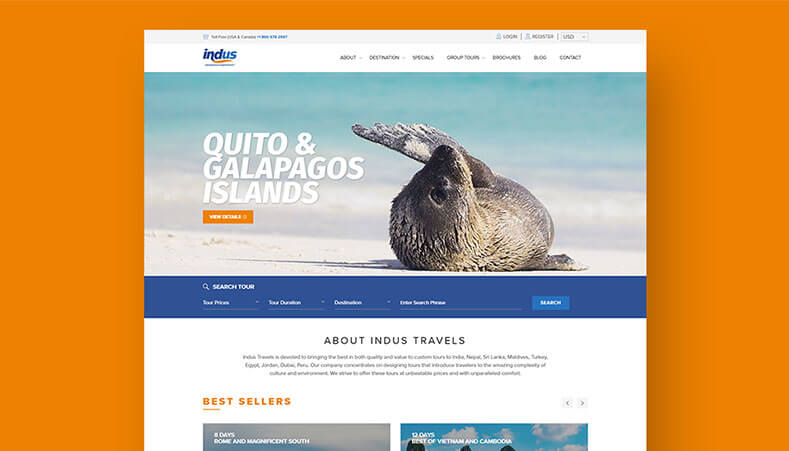 Toll Free (USA & Canada) +1 866 978 2997
LOGIN
REGISTER
USD
indus
ABOUT
DESTINATION
SPECIALS
GROUP TOURS
BROCHURES
BLOG
CONTACT
QUITO &
GALAPAGOS
ISLANDS
VIEW DETAILS
SEARCH TOUR
Tour Prices
Tour Duration
Destination
Enter Search Phrase
SEARCH
ABOUT INDUS TRAVELS
Indus Travels is devoted to bringing the best in both quality and value to custom tours to India, Nepal, Sri Lanka, Maldives, Turkey,
Egypt, Jordan, Dubai, Peru. Our company concentrates on designing tours that introduce travelers to the amazing complexity of
culture and environment. We strive to offer these tours at unbeatable prices and with unparalleled comfort.
BEST SELLERS
8 DAYS
ROME AND MAGNIFICENT SOUTH
12 DAYS
BEST OF VIETNAM AND CAMBODIA